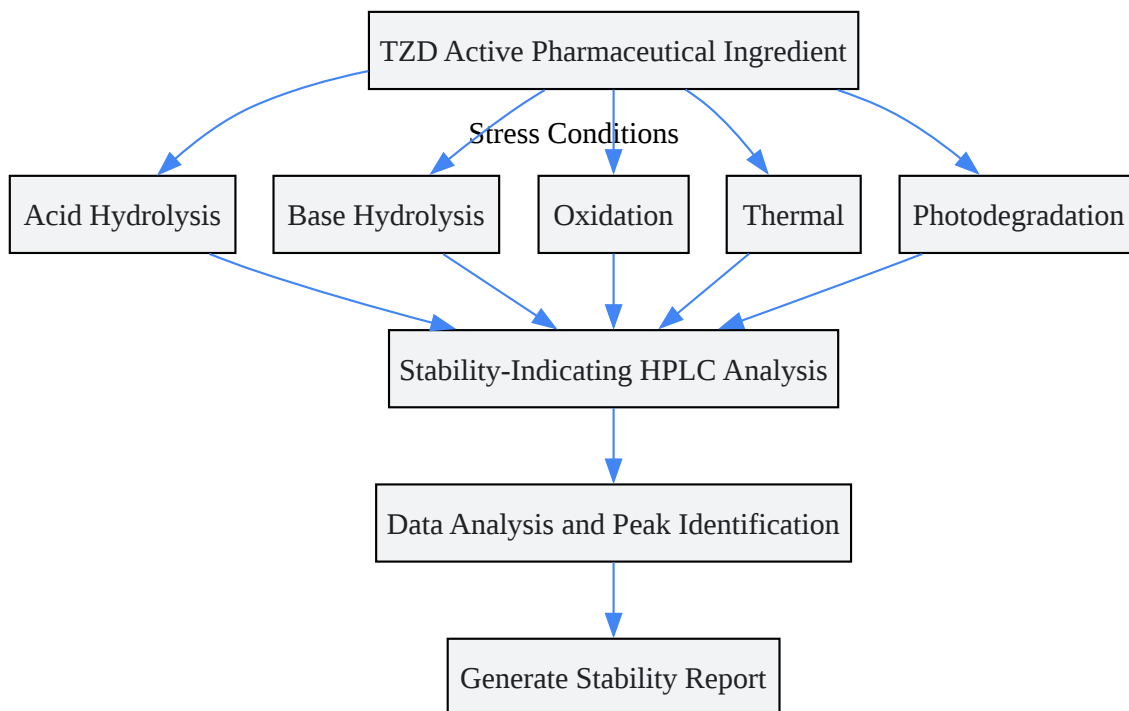 TZD Active Pharmaceutical Ingredient
Stress Conditions
Acid Hydrolysis
Base Hydrolysis
Oxidation
Thermal
Photodegradation
Stability-Indicating HPLC Analysis
Data Analysis and Peak Identification
Generate Stability Report